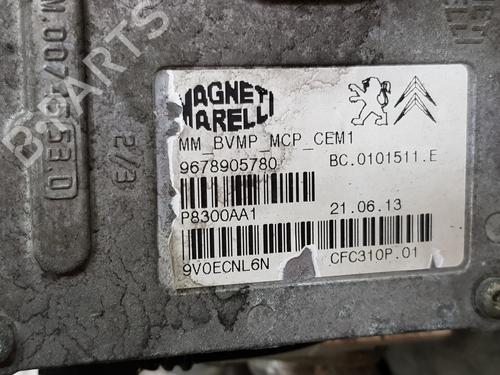 MAGNETI
MARELLI
MM_BVMP_MCP_CEM1
9678905780
BC.0101511.E
P8300AA1
21.06.13
9V0ECNL6N
CFC310P.01
2/3
PARTS